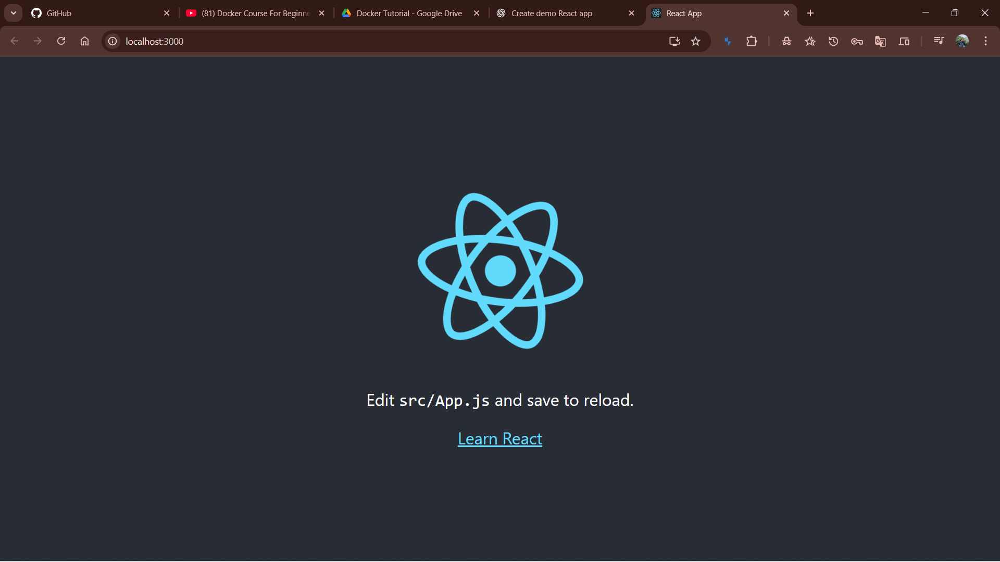 GitHub
(81) Docker Course For Beginne
Docker Tutorial - Google Drive
Create demo React app
React App
localhost:3000
Edit src/App.js and save to reload.
Learn React